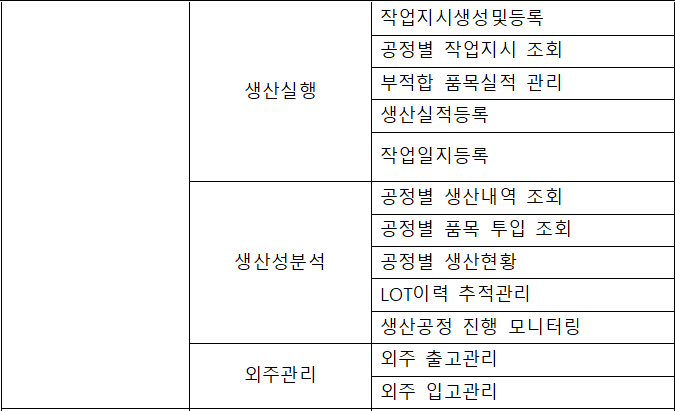 생산실행
작업지시생성및등록
공정별 작업지시 조회
부적합 품목실적 관리
생산실적등록
작업일지등록
생산성분석
공정별 생산내역 조회
공정별 품목 투입 조회
공정별 생산현황
LOT이력 추적관리
생산공정 진행 모니터링
외주관리
외주 출고관리
외주 입고관리